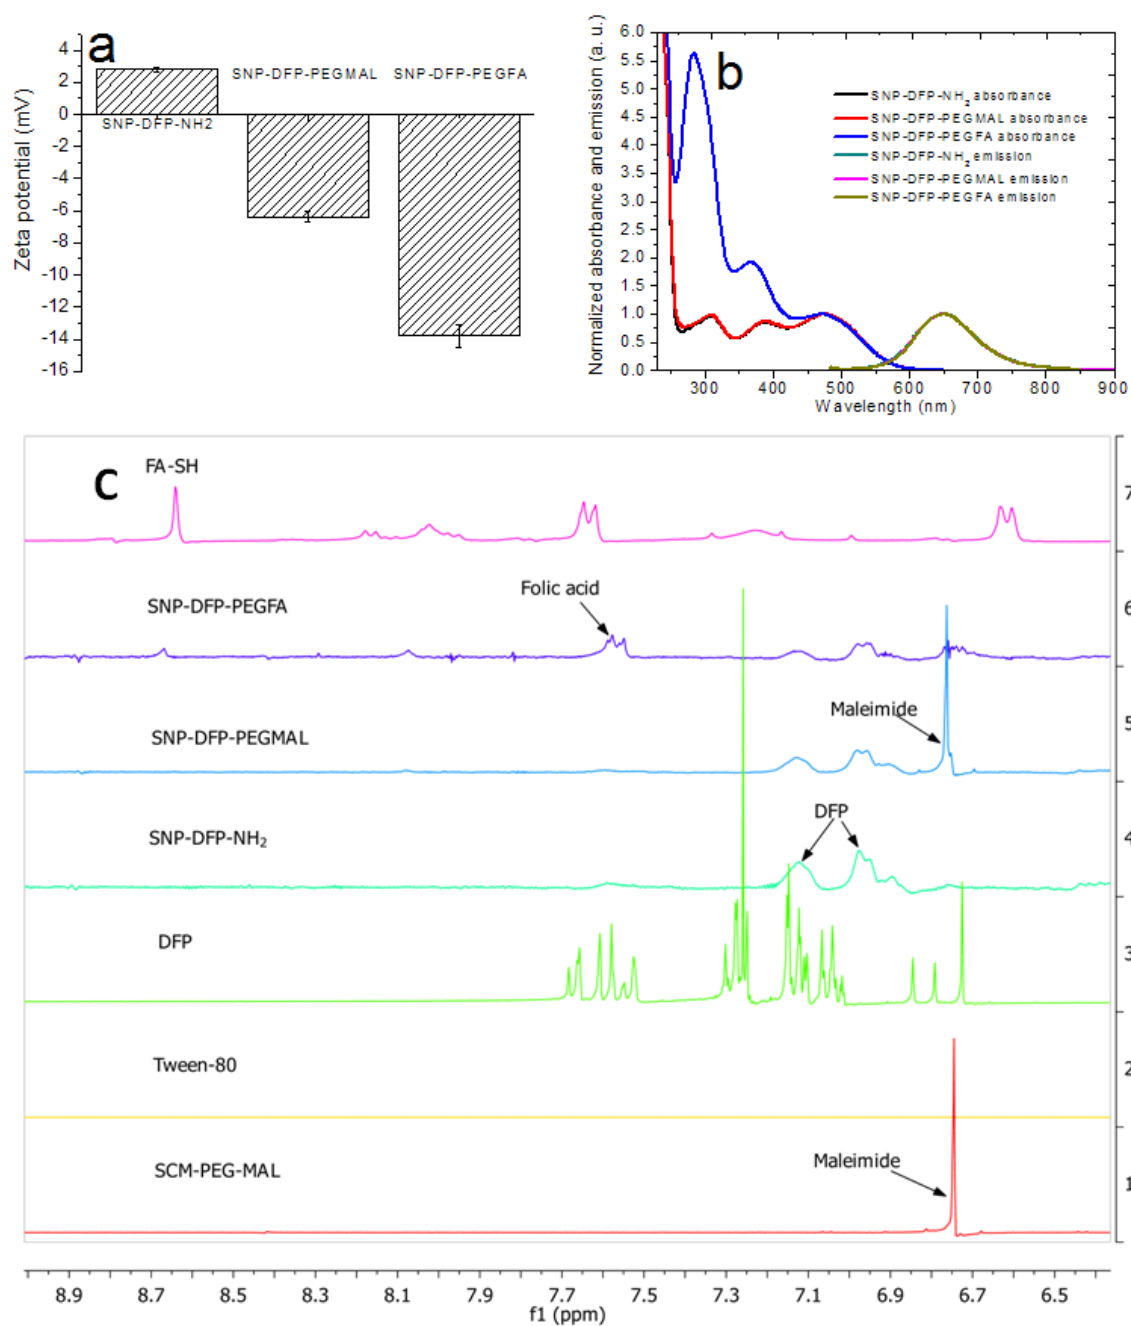 a
4
2
0
-2
-4
-6
-8
-10
-12
-14
-16
Zeta potential (mV)
SNP-DFP-NH2
SNP-DFP-PEGMAL
SNP-DFP-PEGFA
b
6.0
5.5
5.0
4.5
4.0
3.5
3.0
2.5
2.0
1.5
1.0
0.5
0.0
Normalized absorbance and emission (a. u.)
SNP-DFP-NH₂ absorbance
SNP-DFP-PEGMAL absorbance
SNP-DFP-PEGFA absorbance
SNP-DFP-NH₂ emission
SNP-DFP-PEGMAL emission
SNP-DFP-PEGFA emission
300 400 500 600 700 800 900
Wavelength (nm)
c
FA-SH
7
Folic acid
SNP-DFP-PEGFA
6
Maleimide
SNP-DFP-PEGMAL
5
DFP
SNP-DFP-NH₂
4
DFP
3
Tween-80
2
Maleimide
SCM-PEG-MAL
1
8.9 8.7 8.5 8.3 8.1 7.9 7.7 7.5 7.3 7.1 6.9 6.7 6.5
f1 (ppm)